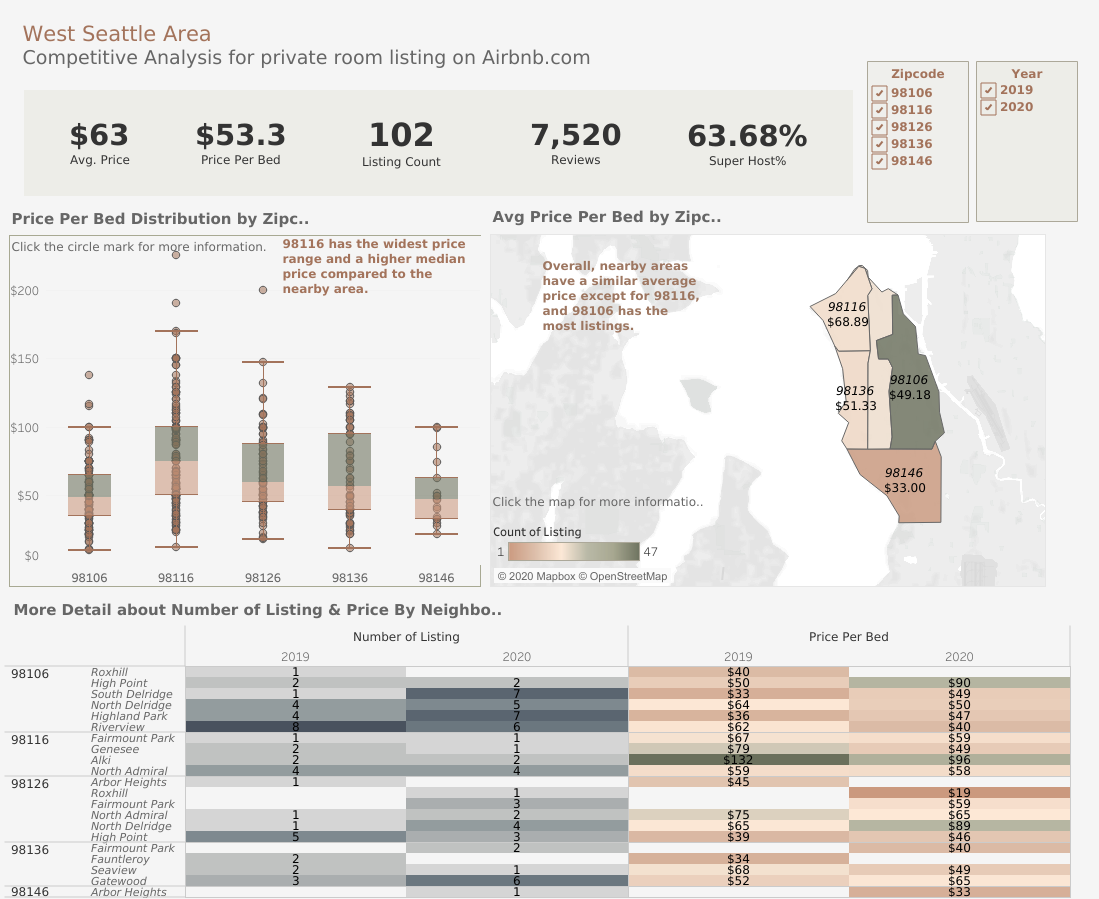 West Seattle Area
Competitive Analysis for private room listing on Airbnb.com
Zipcode
98106
98116
98126
98136
98146
Year
2019
2020
$63 $53.3 102 7,520 63.68%
Avg. Price Price Per Bed Listing Count Reviews Super Host%
Price Per Bed Distribution by Zipc..
Click the circle mark for more information.
98116 has the widest price
range and a higher median
price compared to the
nearby area.
$200
$150
$100
$50
$0
98106 98116 98126 98136 98146
Avg Price Per Bed by Zipc..
Overall, nearby areas
have a similar average
price except for 98116,
and 98106 has the
most listings.
98116
$68.89
98136
$51.33
98106
$49.18
98146
$33.00
Click the map for more informatio..
Count of Listing
1 47
© 2020 Mapbox © OpenStreetMap
More Detail about Number of Listing & Price By Neighbo..
Number of Listing Price Per Bed
2019 2020 2019 2020
98106 Roxhill 1 $40
High Point 2 2 $50 $90
South Delridge 1 7 $33 $49
North Delridge 4 5 $64 $50
Highland Park 4 7 $36 $47
Riverview 8 6 $62 $40
98116 Fairmount Park 1 1 $67 $59
Genesee 2 1 $79 $49
Alki 2 2 $132 $96
North Admiral 4 4 $59 $58
98126 Arbor Heights 1 $45
Roxhill 1 $19
Fairmount Park 3 $59
North Admiral 1 2 $75 $65
North Delridge 1 4 $65 $89
High Point 5 3 $39 $46
98136 Fairmount Park 2 $40
Fauntleroy 2 $34
Seaview 2 1 $68 $49
Gatewood 3 6 $52 $65
98146 Arbor Heights 1 $33